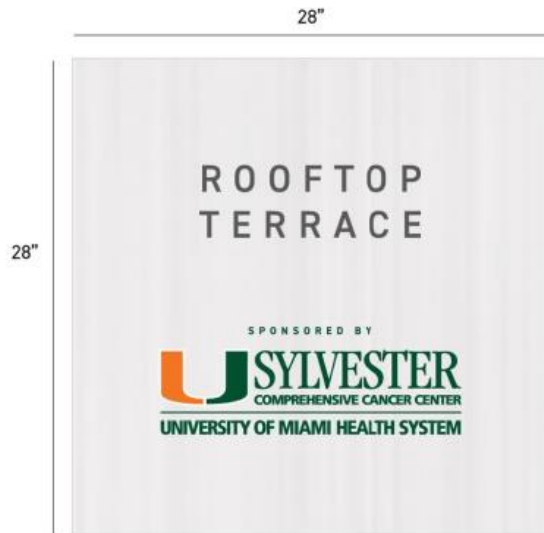 28”
28”
ROOFTOP
TERRACE
SPONSORED BY
SYLVESTER
COMPREHENSIVE CANCER CENTER
UNIVERSITY OF MIAMI HEALTH SYSTEM